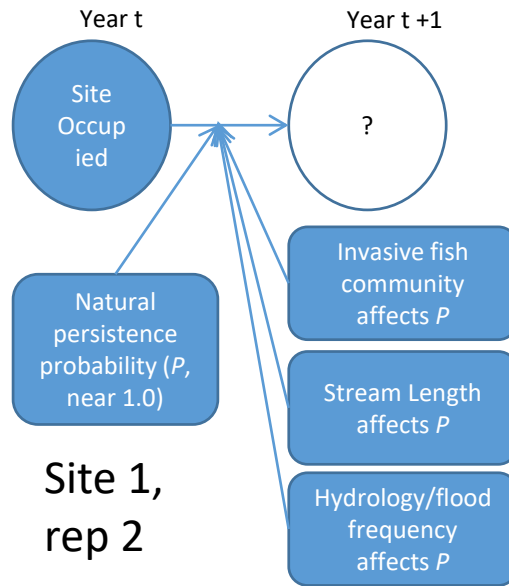 Year t
Year t +1
Site
Occup
ied
?
Natural
persistence
probability (P,
near 1.0)
Invasive fish
community
affects P
Stream Length
affects P
Hydrology/flood
frequency
affects P
Site 1,
rep 2